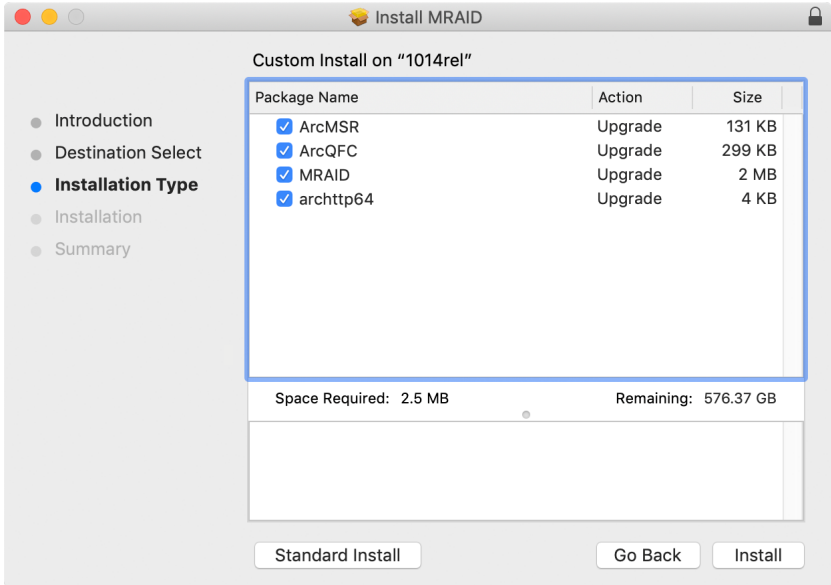 Install MRAID
Custom Install on “1014rel”
Introduction
Destination Select
Installation Type
Installation
Summary
Package Name Action Size
ArcMSR Upgrade 131 KB
ArcQFC Upgrade 299 KB
MRAID Upgrade 2 MB
archttp64 Upgrade 4 KB
Space Required: 2.5 MB Remaining: 576.37 GB
Standard Install Go Back Install